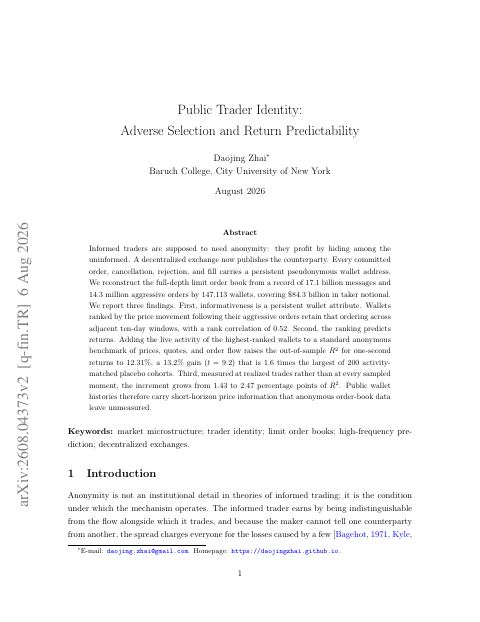 Public Trader Identity:
Adverse Selection and Return Predictability
Daojing Zhai*
Baruch College, City University of New York
August 2026
Abstract
Informed traders are supposed to need anonymity: they profit by hiding among the
uninformed. A decentralized exchange now publishes the counterparty. Every committed
order, cancellation, rejection, and fill carries a persistent pseudonymous wallet address.
We reconstruct the full-depth limit order book from a record of 17.1 billion messages and
14.3 million aggressive orders by 147,113 wallets, covering $84.3 billion in taker notional.
We report three findings. First, informativeness is a persistent wallet attribute. Wallets
ranked by the price movement following their aggressive orders retain that ordering across
adjacent ten-day windows, with a rank correlation of 0.52. Second, the ranking predicts
returns. Adding the live activity of the highest-ranked wallets to a standard anonymous
benchmark of prices, quotes, and order flow raises the out-of-sample R² for one-second
returns to 12.31%, a 13.2% gain (t = 9.2) that is 1.6 times the largest of 200 activity-
matched placebo cohorts. Third, measured at realized trades rather than at every sampled
moment, the increment grows from 1.43 to 2.47 percentage points of R². Public wallet
histories therefore carry short-horizon price information that anonymous order-book data
leave unmeasured.
Keywords: market microstructure; trader identity; limit order books; high-frequency pre-
diction; decentralized exchanges.
1 Introduction
Anonymity is not an institutional detail in theories of informed trading; it is the condition
under which the mechanism operates. The informed trader earns by being indistinguishable
from the flow alongside which it trades, and because the maker cannot tell one counterparty
from another, the spread charges everyone for the losses caused by a few [Bagehot, 1971, Kyle,
*E-mail: daojing.zhai@gmail.com. Homepage: https://daojingzhai.github.io.
1
arXiv:2608.04373v2 [q-fin.TR] 6 Aug 2026